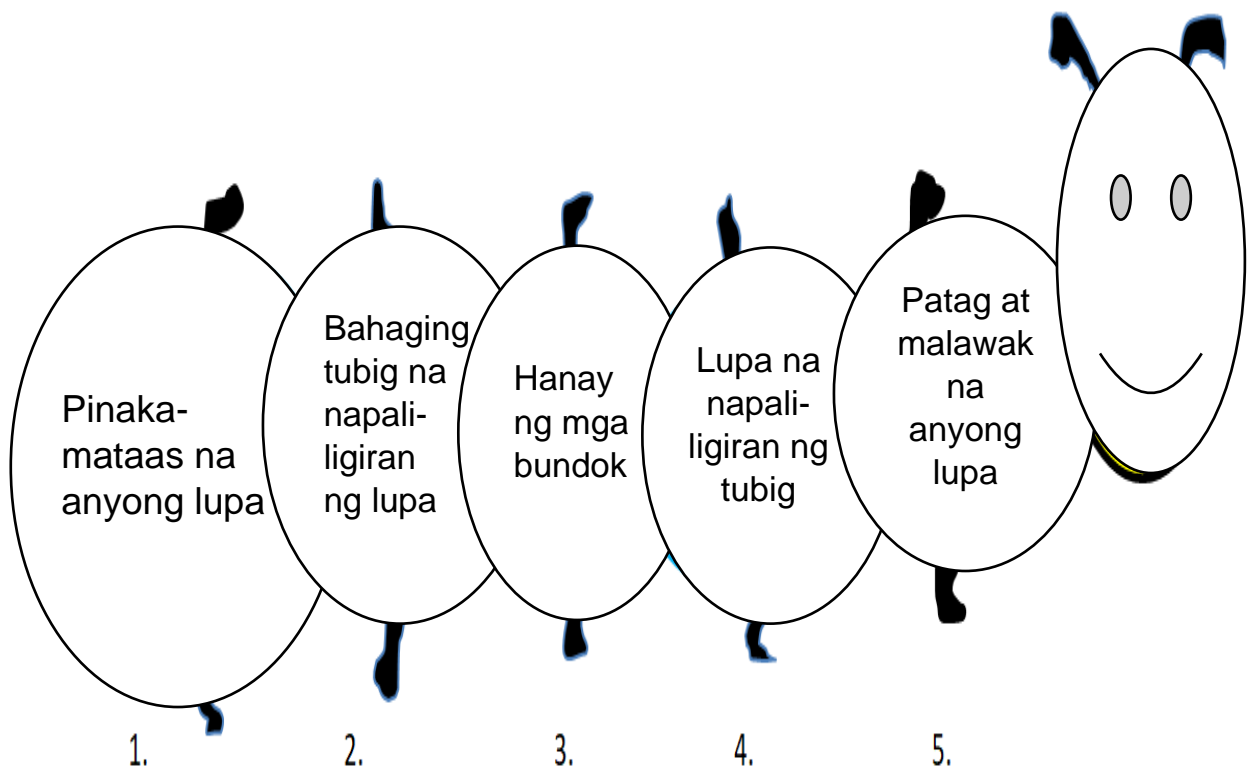 Pinaka-
mataas na
anyong lupa
Bahaging
tubig na
napali-
ligiran
ng lupa
Hanay
ng mga
bundok
Lupa na
napali-
ligiran ng
tubig
Patag at
malawak
na
anyong
lupa
1.
2.
3.
4.
5.